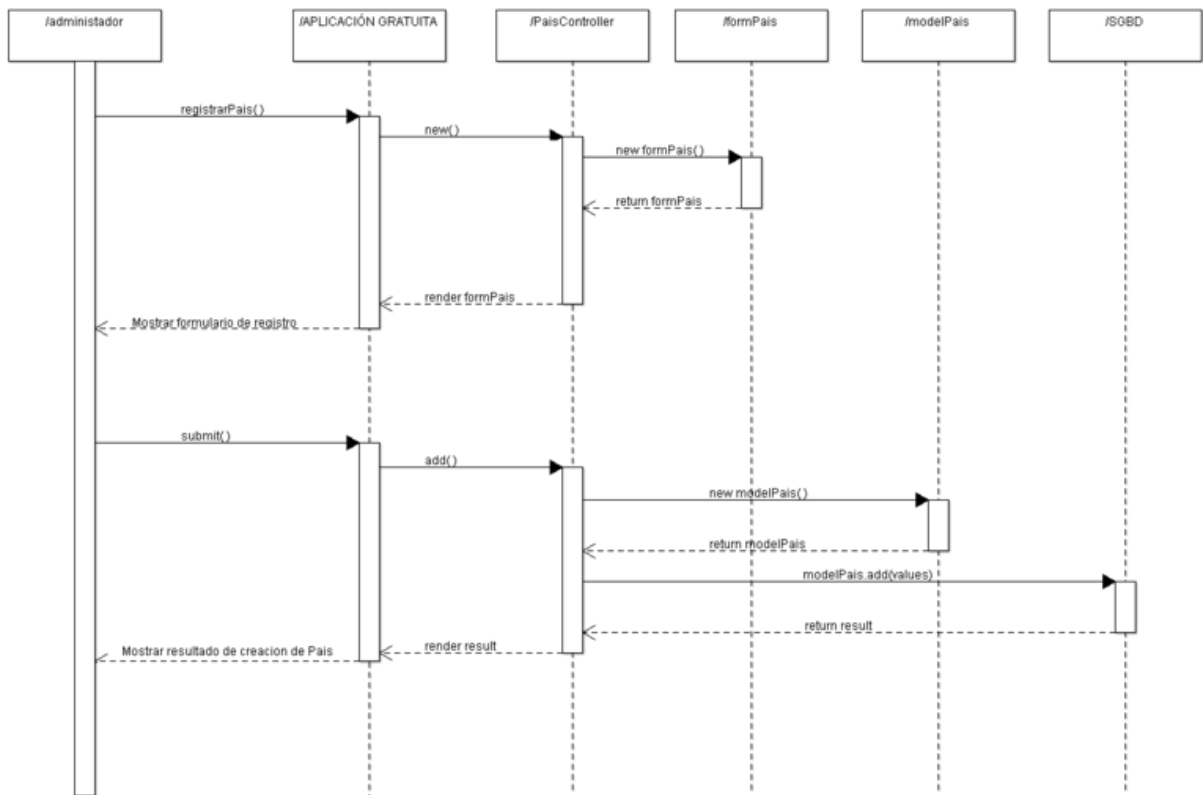 /administador
/APLICACIÓN GRATUITA
/PaisController
/formPais
/modelPais
/SGBD
registrarPais()
new()
new formPais()
return formPais
render formPais
Mostrar formulario de registro
submit()
add()
new modelPais()
return modelPais
modelPais.add(values)
return result
render result
Mostrar resultado de creacion de Pais